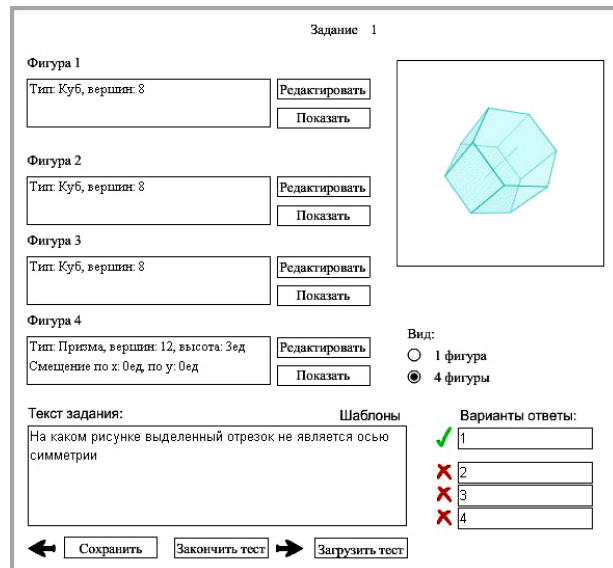 Задание 1
Фигура 1
Тип: Куб, вершин: 8
Редактировать
Показать
Фигура 2
Тип: Куб, вершин: 8
Редактировать
Показать
Фигура 3
Тип: Куб, вершин: 8
Редактировать
Показать
Фигура 4
Тип: Призма, вершин: 12, высота: 3ед
Смещение по x: 0ед, по y: 0ед
Редактировать
Показать
Вид:
1 фигура
4 фигуры
Текст задания: Шаблоны
На каком рисунке выделенный отрезок не является осью
симметрии
Варианты ответы:
1
2
3
4
Сохранить Закончить тест Загрузить тест